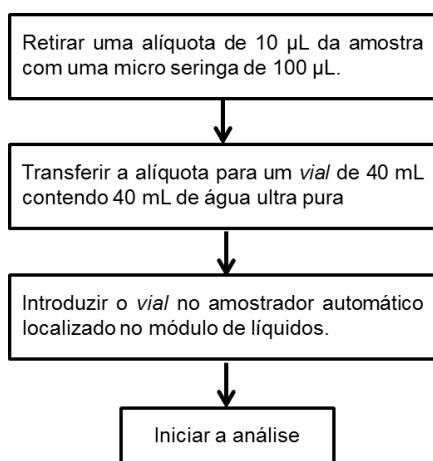 Retirar uma alíquota de 10 µL da amostra
com uma micro seringa de 100 µL.
Transferir a alíquota para um vial de 40 mL
contendo 40 mL de água ultra pura
Introduzir o vial no amostrador automático
localizado no módulo de líquidos.
Iniciar a análise